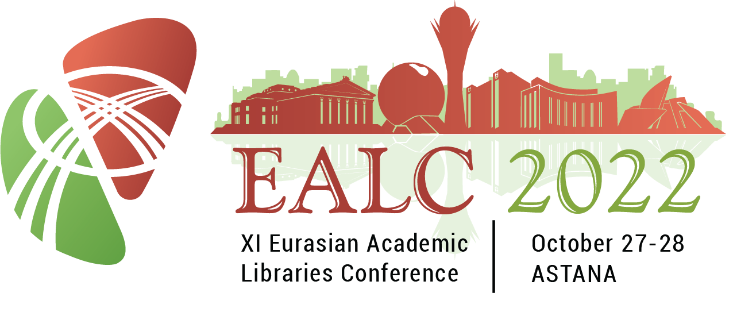 EALC 2022
XI Eurasian Academic
Libraries Conference
October 27-28
ASTANA